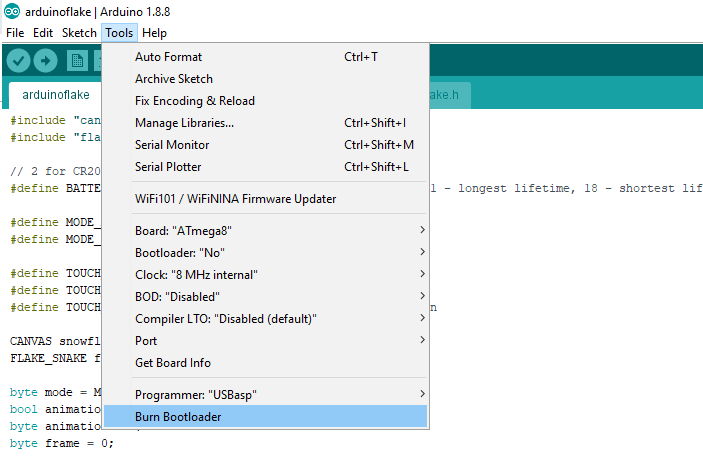 arduinoflake | Arduino 1.8.8
File Edit Sketch Tools Help
Auto Format Ctrl+T
Archive Sketch
Fix Encoding & Reload
Manage Libraries... Ctrl+Shift+I
Serial Monitor Ctrl+Shift+M
Serial Plotter Ctrl+Shift+L
WiFi101 / WiFiNINA Firmware Updater
Board: "ATmega8"
Bootloader: "No"
Clock: "8 MHz internal"
BOD: "Disabled"
Compiler LTO: "Disabled (default)"
Port
Get Board Info
Programmer: "USBasp"
Burn Bootloader
arduinoflake ake.h
#include "can
#include "fla
// 2 for CR20
#define BATTE 1 - longest lifetime, 18 - shortest lif
#define MODE_
#define MODE_
#define TOUCH
#define TOUCH
#define TOUCH n
CANVAS snowfl
FLAKE_SNAKE f
byte mode = M
bool animatio
byte animatio
byte frame = 0;